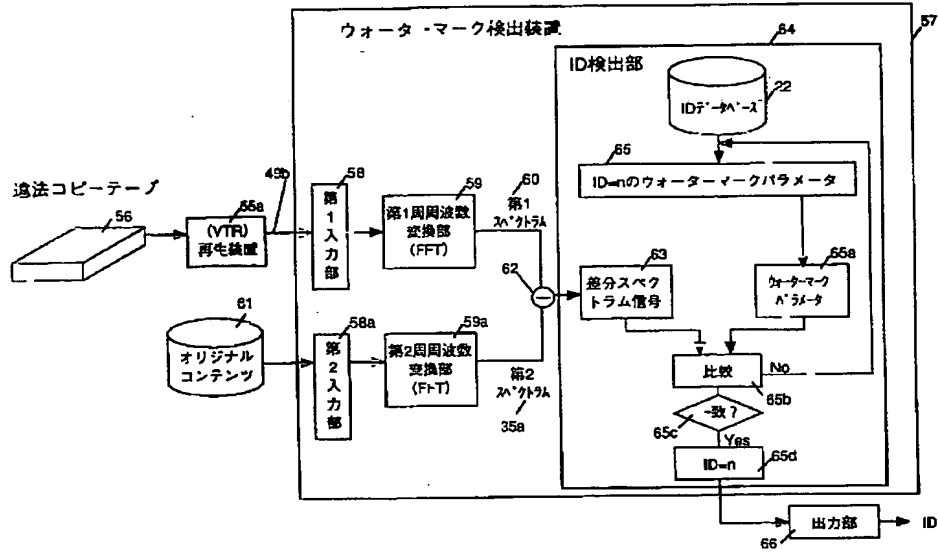 ウォータ-マーク検出装置
57
64
ID検出部
22
IDデータベース
65
ID=nのウォーターマークパラメータ
違法コピーテープ
56
55a
(VTR)
再生装置
49b
58
第1入力部
59
第1周周波数
変換部
(FFT)
60
第1
スペクトラム
62
63
差分スペク
トラム信号
65a
ウォーターマーク
パラメータ
61
オリジナル
コンテンツ
58a
第2入力部
59a
第2周周波数
変換部
(FFT)
第2
スペクトラム
35a
比較
No
65b
一致?
65c
Yes
ID=n
65d
出力部
66
ID